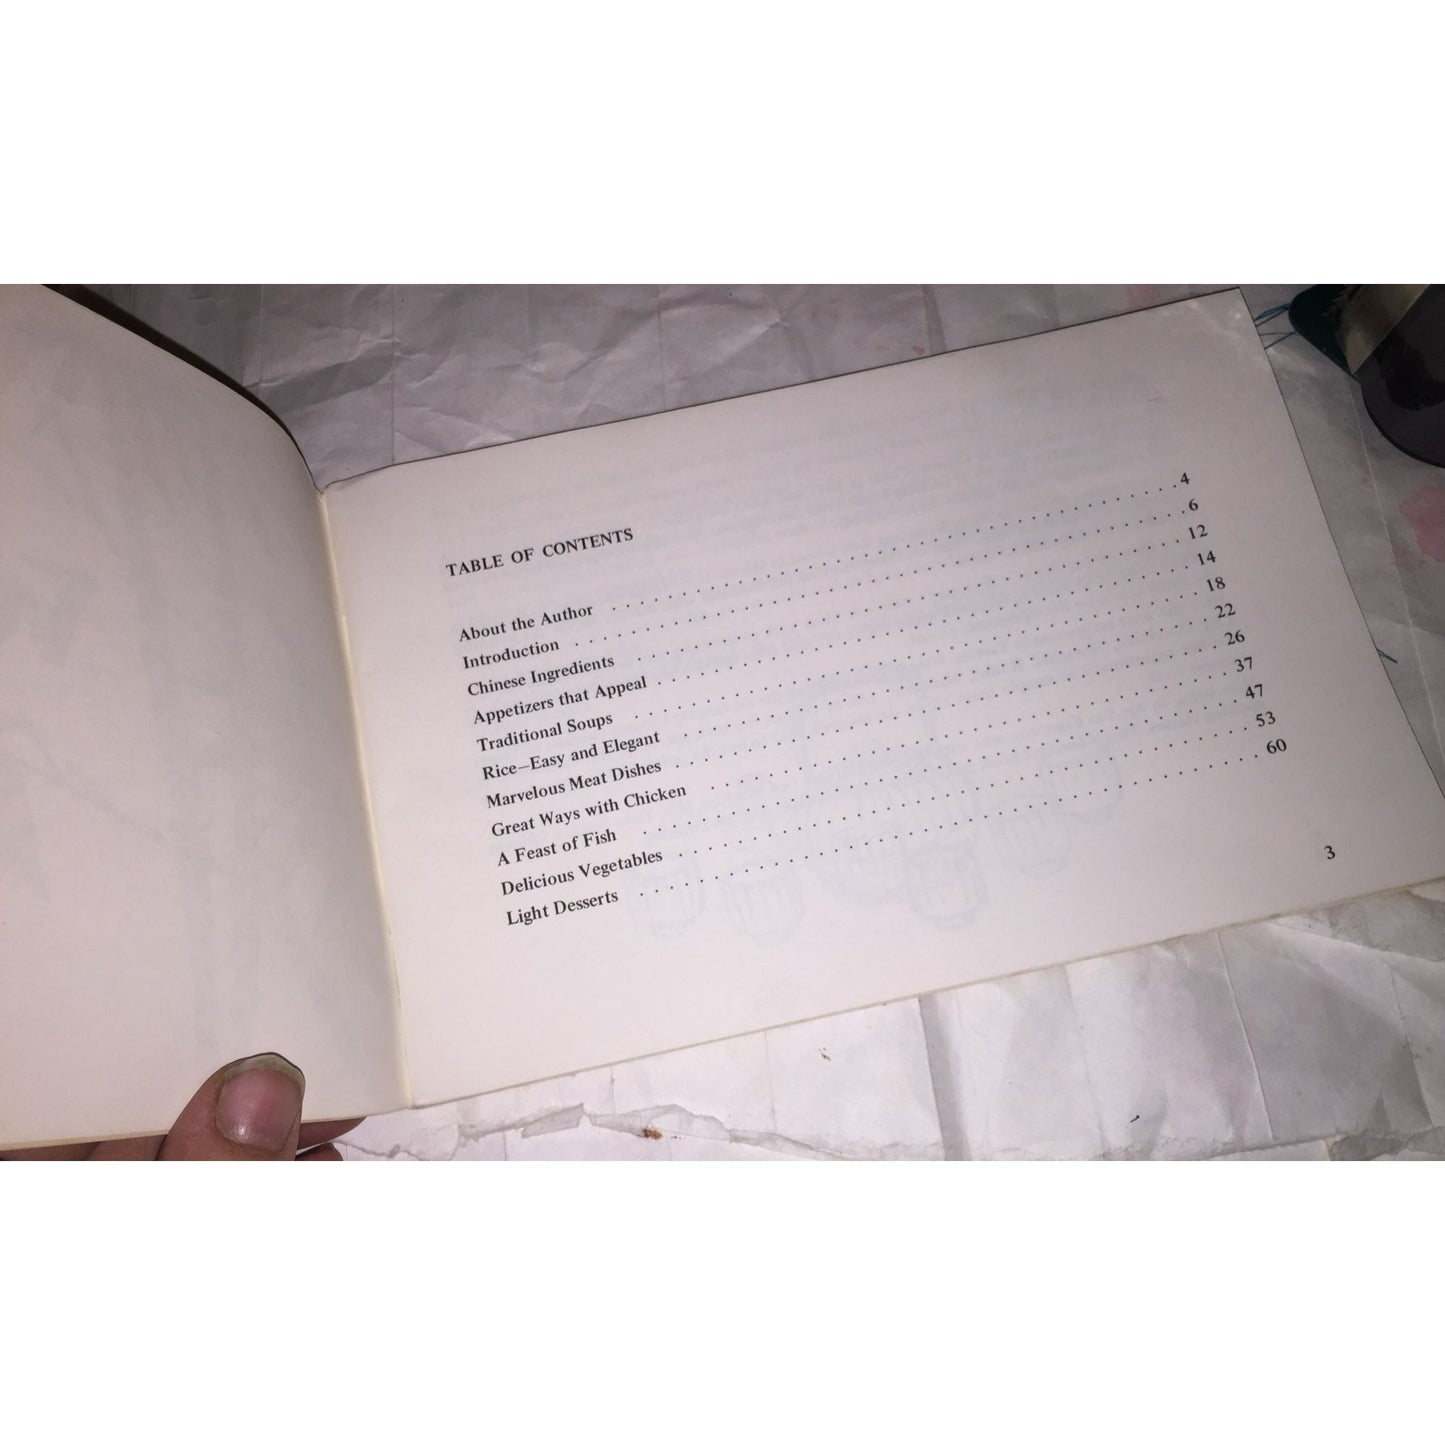 TABLE OF CONTENTS
About the Author . . . . . . . . . . . . . . . . . . . . . . . . . . . . . . . . . . . . . . . . 4
Introduction . . . . . . . . . . . . . . . . . . . . . . . . . . . . . . . . . . . . . . . . . . . 6
Chinese Ingredients . . . . . . . . . . . . . . . . . . . . . . . . . . . . . . . . . . . . . . 12
Appetizers that Appeal . . . . . . . . . . . . . . . . . . . . . . . . . . . . . . . . . . . . . 14
Traditional Soups . . . . . . . . . . . . . . . . . . . . . . . . . . . . . . . . . . . . . . . 18
Rice—Easy and Elegant . . . . . . . . . . . . . . . . . . . . . . . . . . . . . . . . . . . . 22
Marvelous Meat Dishes . . . . . . . . . . . . . . . . . . . . . . . . . . . . . . . . . . . . 26
Great Ways with Chicken . . . . . . . . . . . . . . . . . . . . . . . . . . . . . . . . . . . 37
A Feast of Fish . . . . . . . . . . . . . . . . . . . . . . . . . . . . . . . . . . . . . . . . 47
Delicious Vegetables . . . . . . . . . . . . . . . . . . . . . . . . . . . . . . . . . . . . . 53
Light Desserts . . . . . . . . . . . . . . . . . . . . . . . . . . . . . . . . . . . . . . . . 60
3